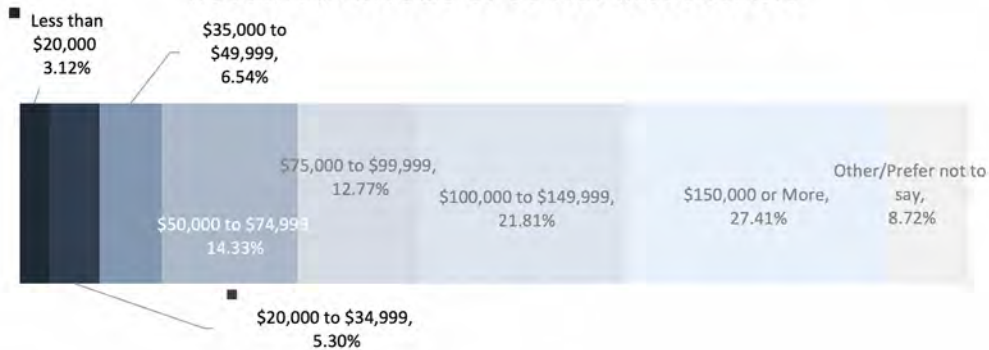 Less than
$20,000
3.12%
$35,000 to
$49,999,
6.54%
$75,000 to $99,999,
12.77%
Other/Prefer not to
say,
8.72%
$100,000 to $149,999,
21.81%
$150,000 or More,
27.41%
$50,000 to $74,999
14.33%
$20,000 to $34,999,
5.30%